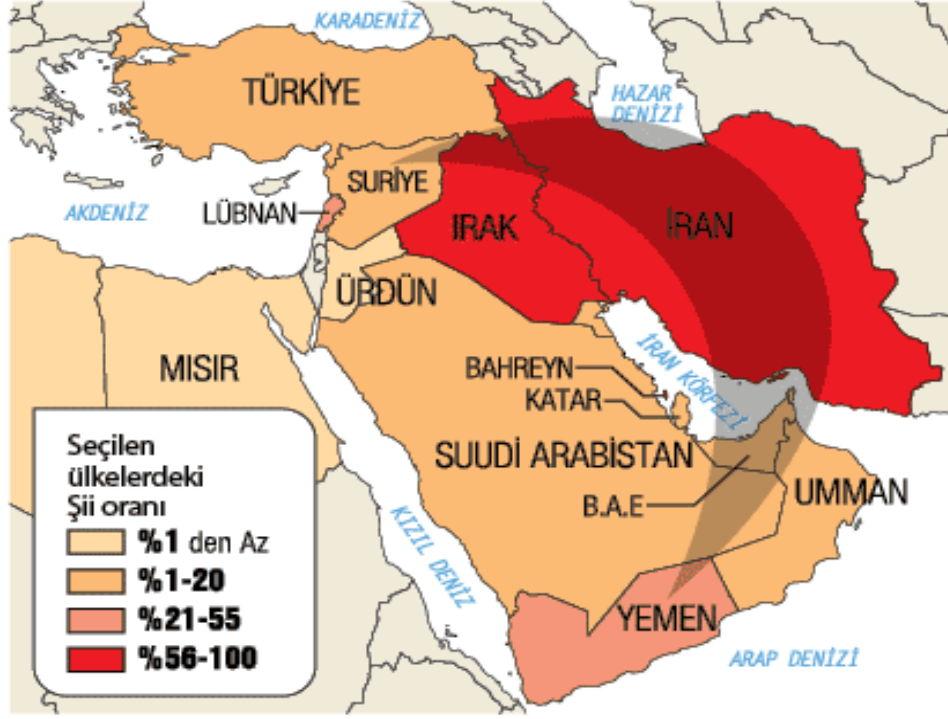 KARADENİZ
TÜRKİYE
HAZAR
DENİZİ
SURİYE
AKDENİZ
LÜBNAN
IRAK
İRAN
ÜRDÜN
MISIR
İRAN KÖRFEZİ
BAHREYN
KATAR
SUUDİ ARABİSTAN
B.A.E
UMMAN
KIZIL DENİZ
YEMEN
ARAP DENİZİ
Seçilen
ülkelerdeki
Şii oranı
%1 den Az
%1-20
%21-55
%56-100